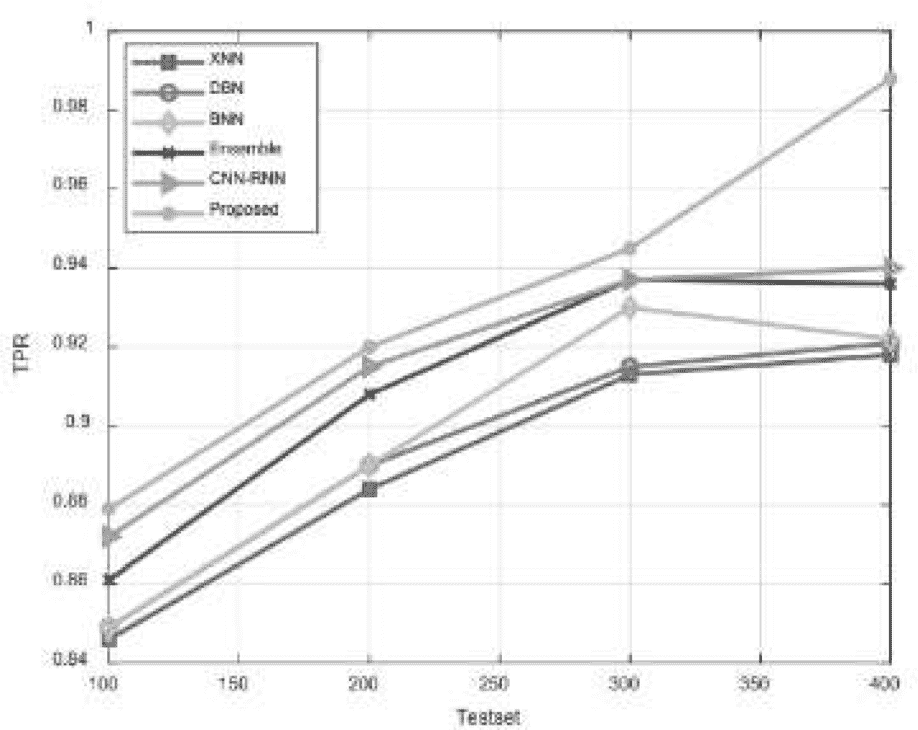 1
0.98
0.96
0.94
0.92
0.9
0.88
0.86
0.84
TPR
XNN
DBN
BNN
Ensemble
CNN-RNN
Proposed
100 150 200 250 300 350 400
Testset